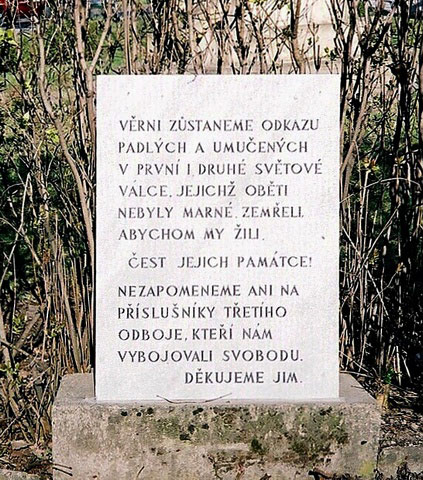 VĚRNI ZŮSTANEME ODKAZU
PADLÝCH A UMUČENÝCH
V PRVNÍ I DRUHÉ SVĚTOVÉ
VÁLCE, JEJICHŽ OBĚTI
NEBYLY MARNÉ. ZEMŘELI,
ABYCHOM MY ŽILI.
ČEST JEJICH PAMÁTCE!
NEZAPOMENEME ANI NA
PŘÍSLUŠNÍKY TŘETÍHO
ODBOJE, KTEŘÍ NÁM
VYBOJOVALI SVOBODU.
DĚKUJEME JIM.